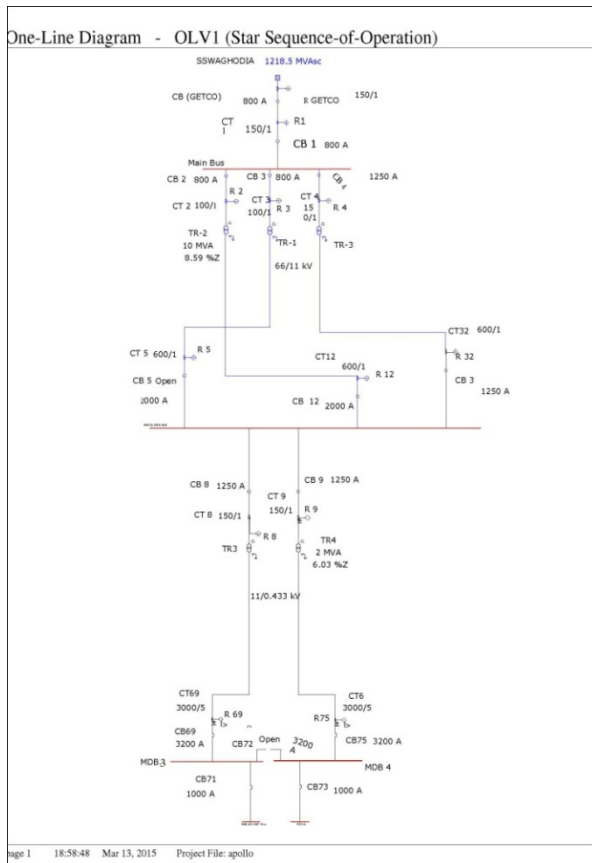 One-Line Diagram - OLV1 (Star Sequence-of-Operation)
SSWAGHODIA 1218.5 MVAsc
CB (GETCO) 800 A R GETCO 150/1
CT I 150/1 R1
CB 1 800 A
Main Bus
CB 2 800 A CB 3 800 A CB 4 1250 A
R 2 CT 3 R 3 CT 4 R 4
CT 2 100/1 100/1 15
0/1
TR-2 TR-1 TR-3
10 MVA
8.59 %Z
66/11 kV
CT 5 600/1 R 5 CT12 600/1 R 12 CT32 600/1
R 32
CB 5 Open CB 3
2000 A CB 12 2000 A 1250 A
CB 8 1250 A CB 9 1250 A
CT 9
CT 8 150/1 150/1 R 9
R 8
TR3 TR4
2 MVA
6.03 %Z
11/0.433 kV
CT69 CT6
3000/5 3000/5
R 69 R75
CB69 CB72 Open 3200 CB75 3200 A
3200 A A
MDB3 MDB 4
CB71 CB73 1000 A
1000 A
page 1 18:58:48 Mar 13, 2015 Project File: apollo